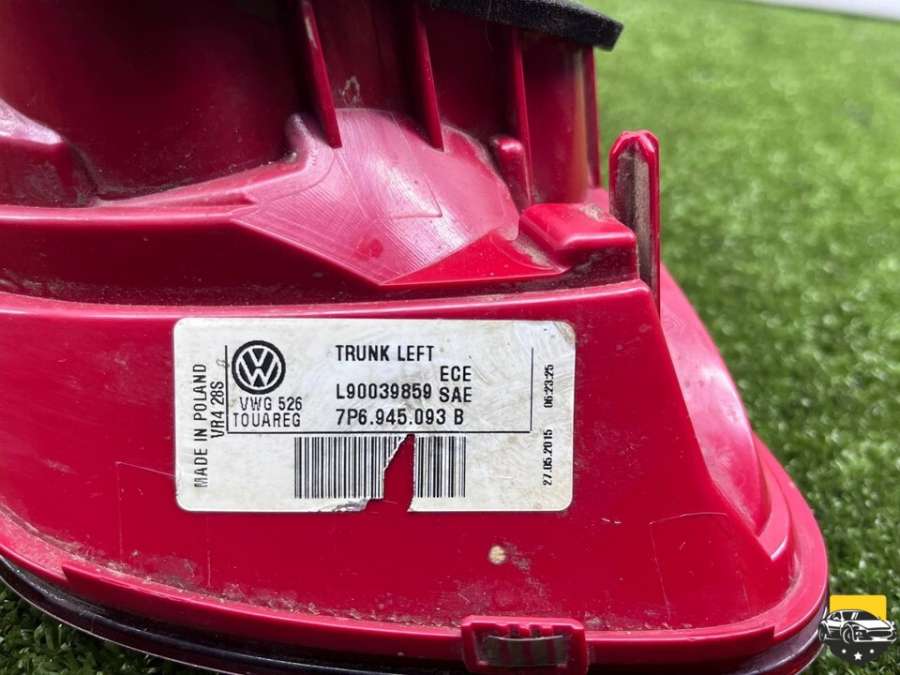 MADE IN POLAND
VR4 28S
VWG 526
TOUAREG
TRUNK LEFT
ECE
L90039859 SAE
7P6.945.093 B
27.05.2015 06:23:25